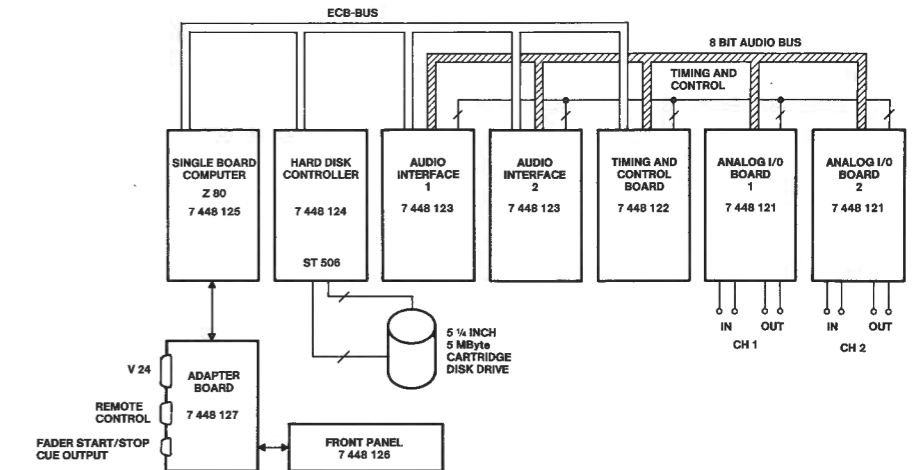 ECB-BUS
8 BIT AUDIO BUS
TIMING AND
CONTROL
SINGLE BOARD
COMPUTER
Z 80
7 448 125
HARD DISK
CONTROLLER
7 448 124
ST 506
AUDIO
INTERFACE
1
7 448 123
AUDIO
INTERFACE
2
7 448 123
TIMING AND
CONTROL
BOARD
7 448 122
ANALOG I/0
BOARD
1
7 448 121
ANALOG I/0
BOARD
2
7 448 121
IN
OUT
CH 1
IN
OUT
CH 2
5 ¼ INCH
5 MByte
CARTRIDGE
DISK DRIVE
V 24
REMOTE
CONTROL
FADER START/STOP
CUE OUTPUT
ADAPTER
BOARD
7 448 127
FRONT PANEL
7 448 126